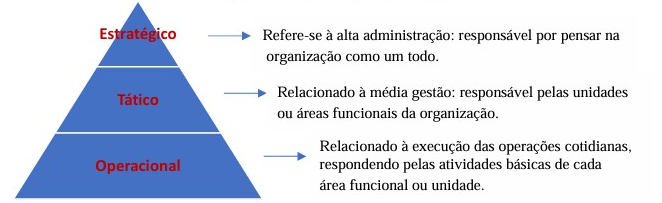 Estratégico
Refere-se à alta administração: responsável por pensar na
organização como um todo.
Tático
Relacionado à média gestão: responsável pelas unidades
ou áreas funcionais da organização.
Operacional
Relacionado à execução das operações cotidianas,
respondendo pelas atividades básicas de cada
área funcional ou unidade.